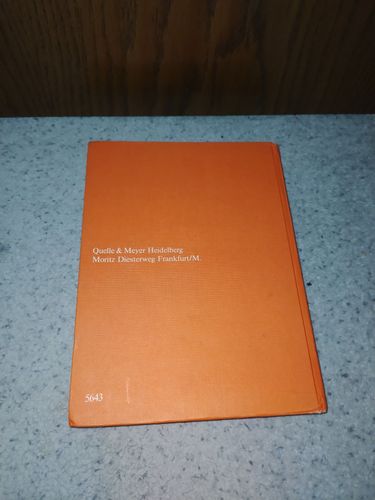 Quelle & Meyer Heidelberg
Moritz Diesterweg Frankfurt/M.
5643